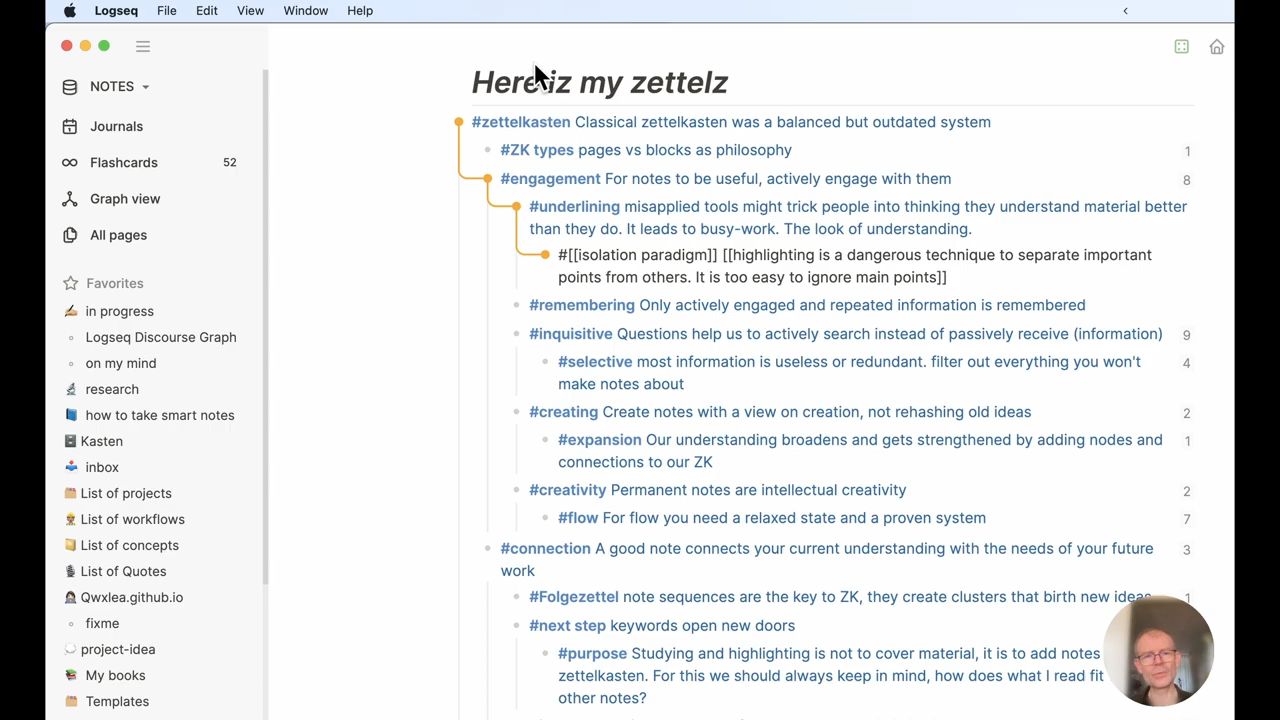 Logseq File Edit View Window Help
NOTES
Journals
Flashcards 52
Graph view
All pages
Favorites
in progress
Logseq Discourse Graph
on my mind
research
how to take smart notes
Kasten
inbox
List of projects
List of workflows
List of concepts
List of Quotes
Qwxlea.github.io
fixme
project-idea
My books
Templates
Here iz my zettelz
#zettelkasten Classical zettelkasten was a balanced but outdated system
#ZK types pages vs blocks as philosophy 1
#engagement For notes to be useful, actively engage with them 8
#underlining misapplied tools might trick people into thinking they understand material better
than they do. It leads to busy-work. The look of understanding.
#[[isolation paradigm]] [[highlighting is a dangerous technique to separate important
points from others. It is too easy to ignore main points]]
#remembering Only actively engaged and repeated information is remembered
#inquisitive Questions help us to actively search instead of passively receive (information) 9
#selective most information is useless or redundant. filter out everything you won't 4
make notes about
#creating Create notes with a view on creation, not rehashing old ideas 2
#expansion Our understanding broadens and gets strengthened by adding nodes and 1
connections to our ZK
#creativity Permanent notes are intellectual creativity 2
#flow For flow you need a relaxed state and a proven system 7
#connection A good note connects your current understanding with the needs of your future 3
work
#Folgezettel note sequences are the key to ZK, they create clusters that birth new ideas 1
#next step keywords open new doors
#purpose Studying and highlighting is not to cover material, it is to add notes
zettelkasten. For this we should always keep in mind, how does what I read fit
other notes?